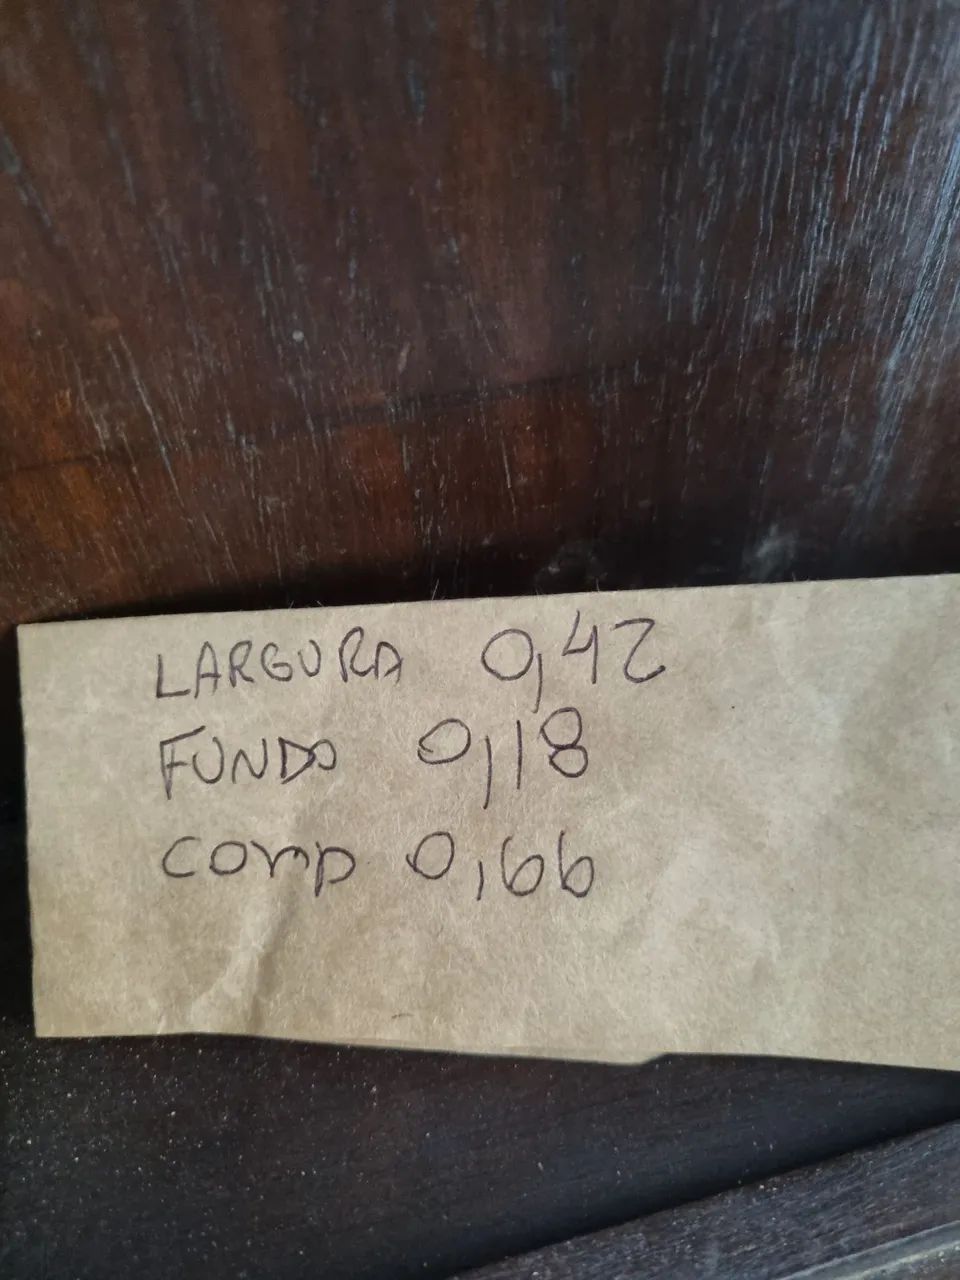 LARGURA 0,42
FUNDO 0,18
COMP 0,66